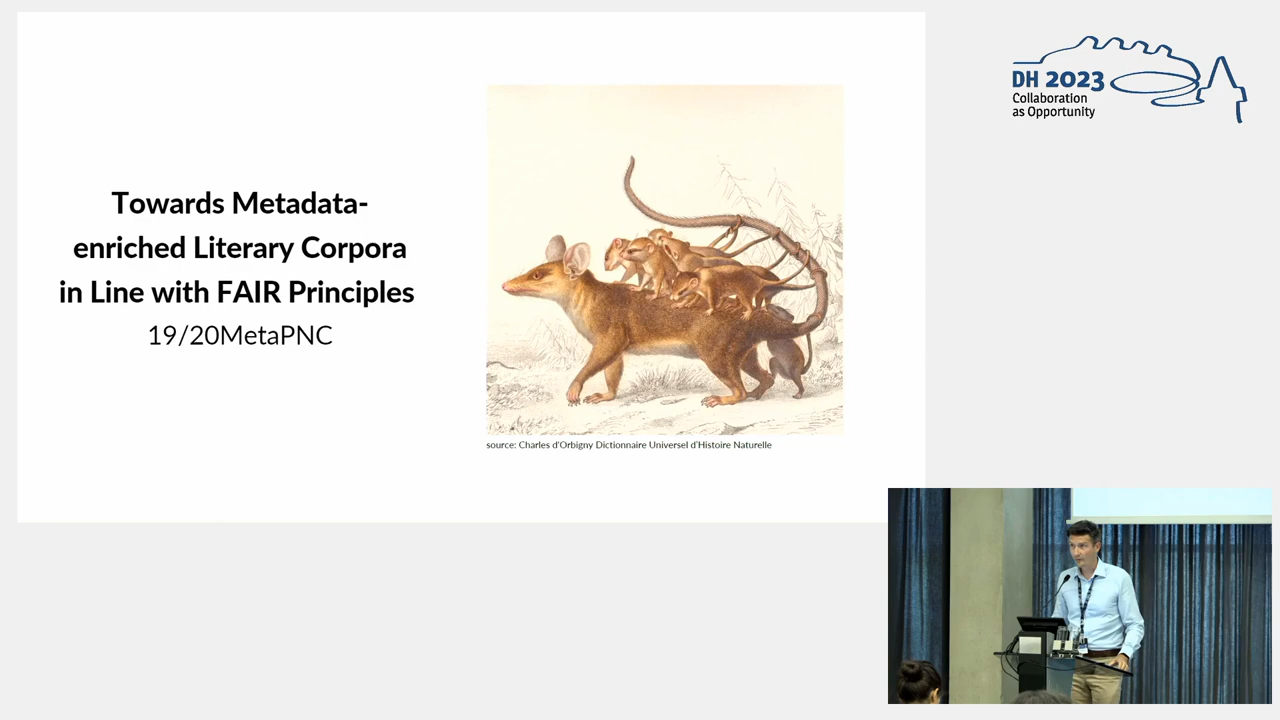 Towards Metadata-
enriched Literary Corpora
in Line with FAIR Principles
19/20MetaPNC
source: Charles d'Orbigny Dictionnaire Universel d'Histoire Naturelle
DH 2023
Collaboration
as Opportunity